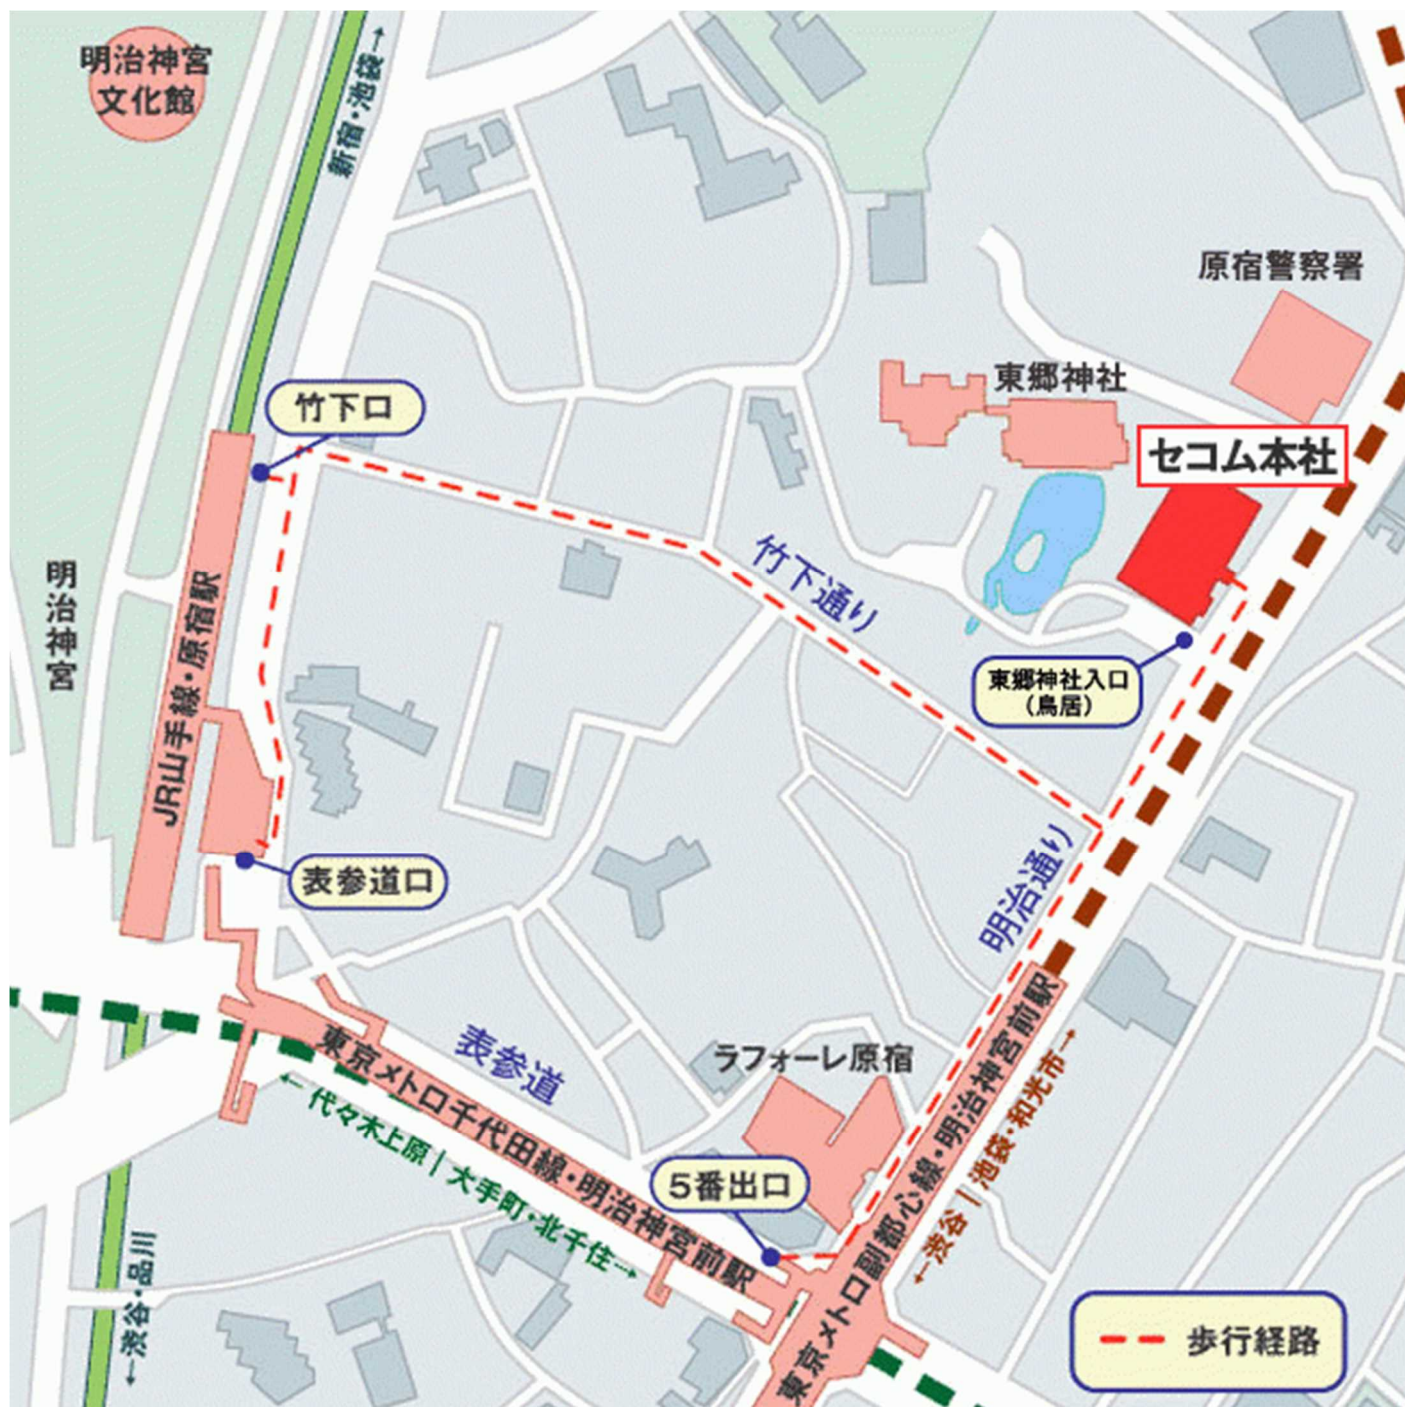 明治神宮
文化館
新宿・池袋→
原宿警察署
東郷神社
竹下口
セコム本社
竹下通り
明治神宮
JR山手線・原宿駅
東郷神社入口
（鳥居）
表参道口
明治通り
表参道
ラフォーレ原宿
東京メトロ千代田線・明治神宮前駅
←代々木上原|大手町・北千住→
5番出口
東京メトロ副都心線・明治神宮前駅
←渋谷|池袋・和光市→
←渋谷・品川
歩行経路